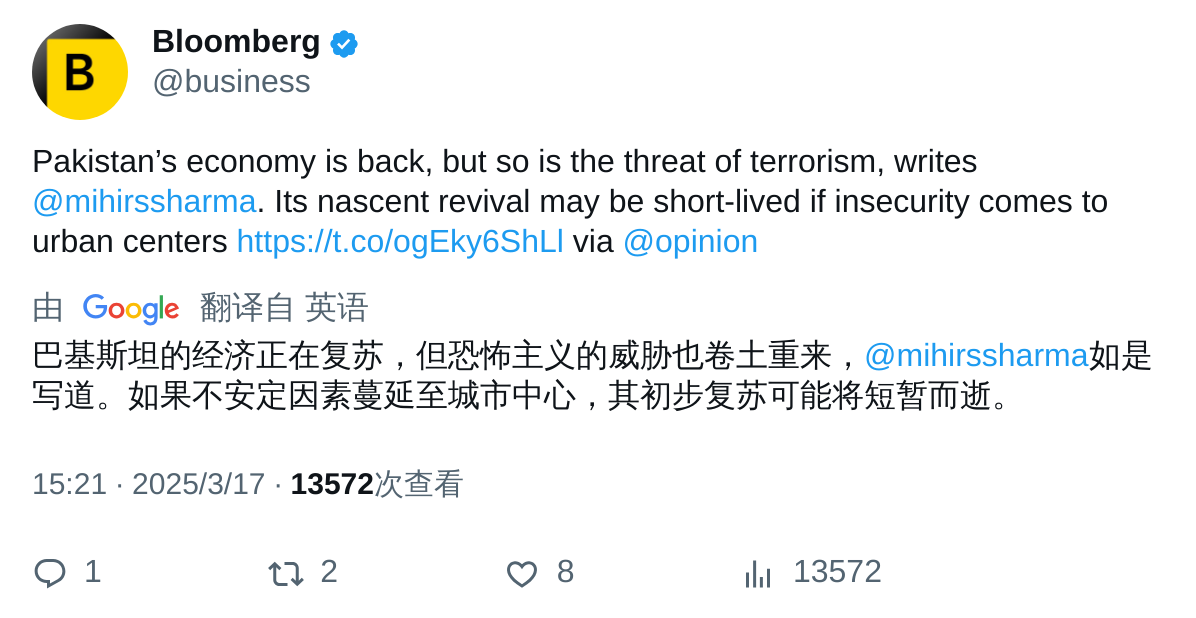 B
Bloomberg
@business
Pakistan’s economy is back, but so is the threat of terrorism, writes
@mihirssharma. Its nascent revival may be short-lived if insecurity comes to
urban centers https://t.co/ogEky6ShLl via @opinion
由 Google 翻译自 英语
巴基斯坦的经济正在复苏，但恐怖主义的威胁也卷土重来，@mihirssharma如是
写道。如果不安定因素蔓延至城市中心，其初步复苏可能将短暂而逝。
15:21 · 2025/3/17 · 13572次查看
1 2 8 13572